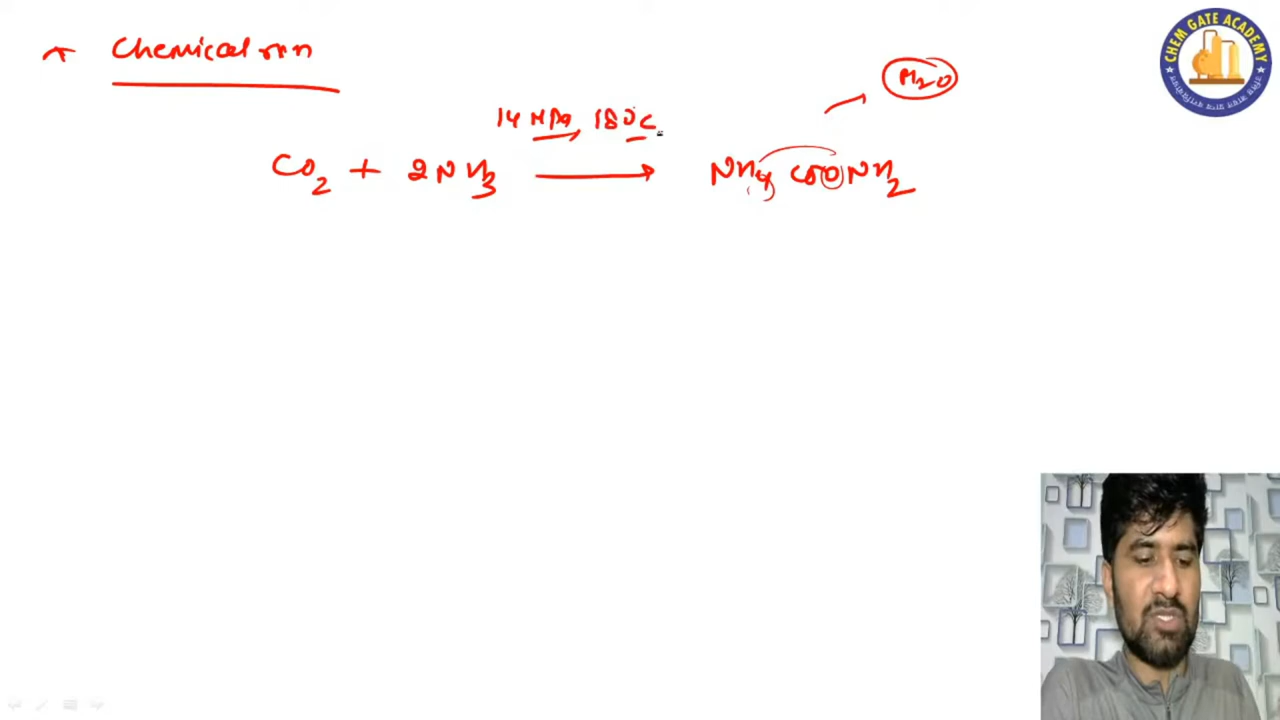 Chemical rxn
H2O
14 MPa, 180°C
CO2 + 2NH3 → NH4COONH2
CHEM GATE ACADEMY